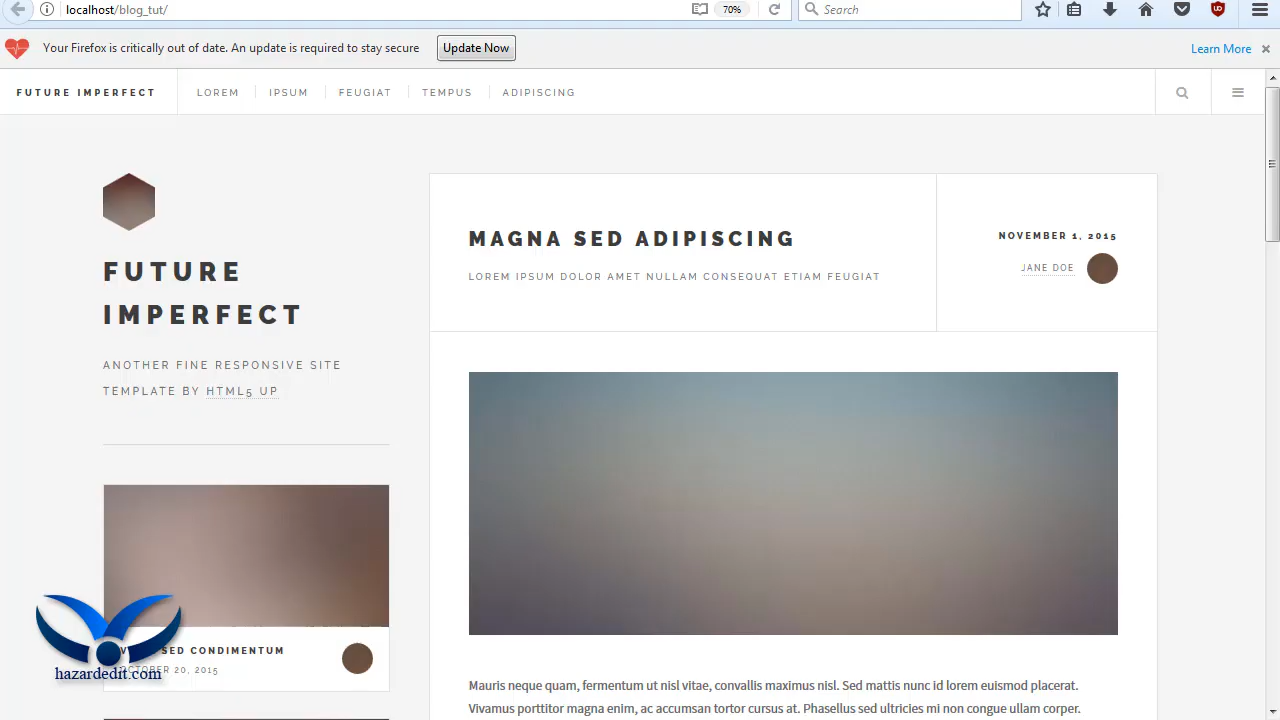 localhost/blog_tut/
70%
Search
Your Firefox is critically out of date. An update is required to stay secure
Update Now
Learn More
FUTURE IMPERFECT
LOREM
IPSUM
FEUGIAT
TEMPUS
ADIPISCING
FUTURE
IMPERFECT
ANOTHER FINE RESPONSIVE SITE
TEMPLATE BY HTML5 UP
MAGNA SED ADIPISCING
LOREM IPSUM DOLOR AMET NULLAM CONSEQUAT ETIAM FEUGIAT
NOVEMBER 1, 2015
JANE DOE
SED CONDIMENTUM
OCTOBER 20, 2015
hazardedit.com
Mauris neque quam, fermentum ut nisl vitae, convallis maximus nisl. Sed mattis nunc id lorem euismod placerat.
Vivamus porttitor magna enim, ac accumsan tortor cursus at. Phasellus sed ultricies mi non congue ullam corper.